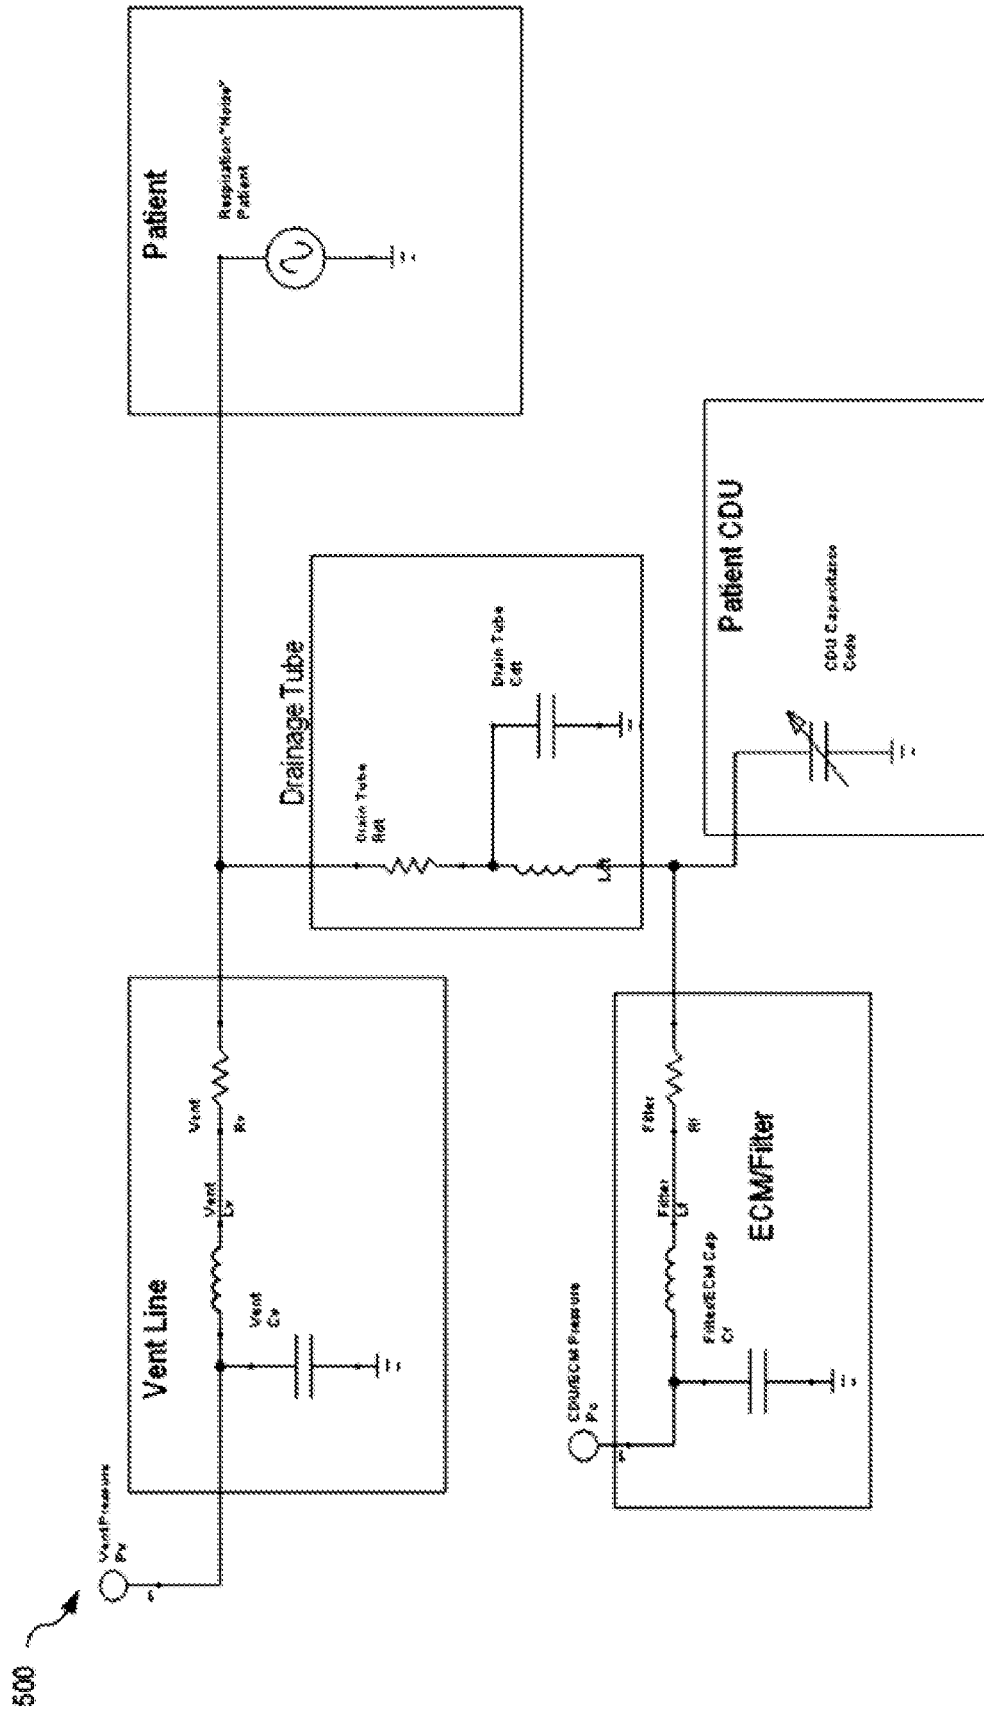 500
Vent Pressure
Pv
Vent Line
Vent
Cv
Vent
Lv
Vent
Rv
Patient
Respiration "Noise"
Patient
Drainage Tube
Drain Tube
Rdt
Drain Tube
Cdt
CDU/ECM Pressure
Pc
Filter/ECM Cap
Cf
Filter
Lf
Filter
Rf
ECM/Filter
Patient CDU
CDU Capacitance